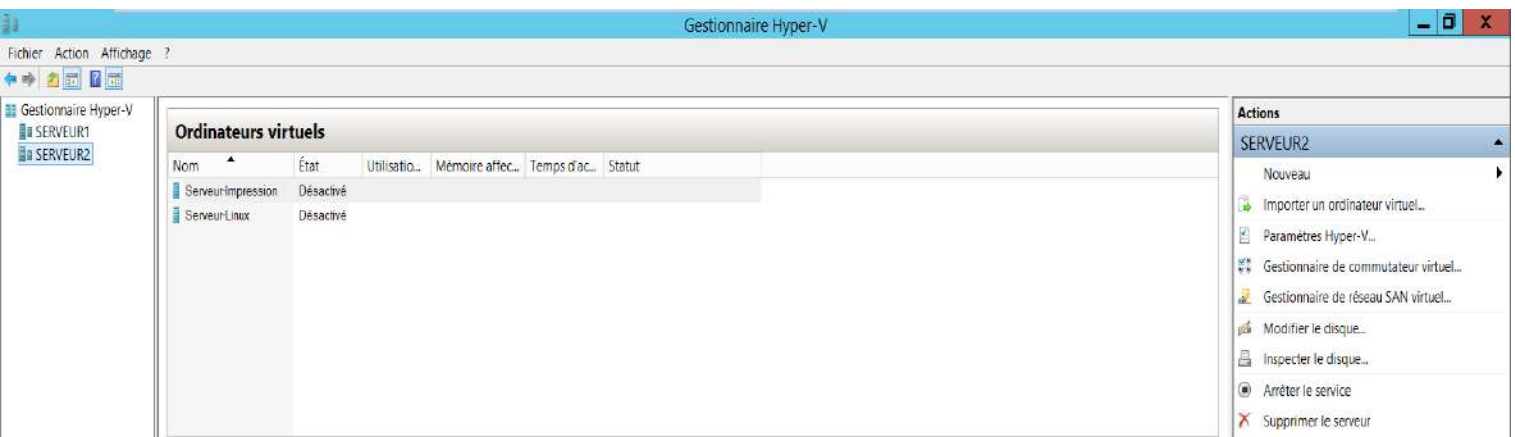 Gestionnaire Hyper-V
Fichier Action Affichage ?
Gestionnaire Hyper-V
SERVEUR1
SERVEUR2
Ordinateurs virtuels
Nom État Utilisatio... Mémoire affec... Temps d'ac... Statut
Serveur-Impression Désactivé
Serveur-Linux Désactivé
Actions
SERVEUR2
Nouveau
Importer un ordinateur virtuel...
Paramètres Hyper-V...
Gestionnaire de commutateur virtuel...
Gestionnaire de réseau SAN virtuel...
Modifier le disque...
Inspecter le disque...
Arrêter le service
Supprimer le serveur